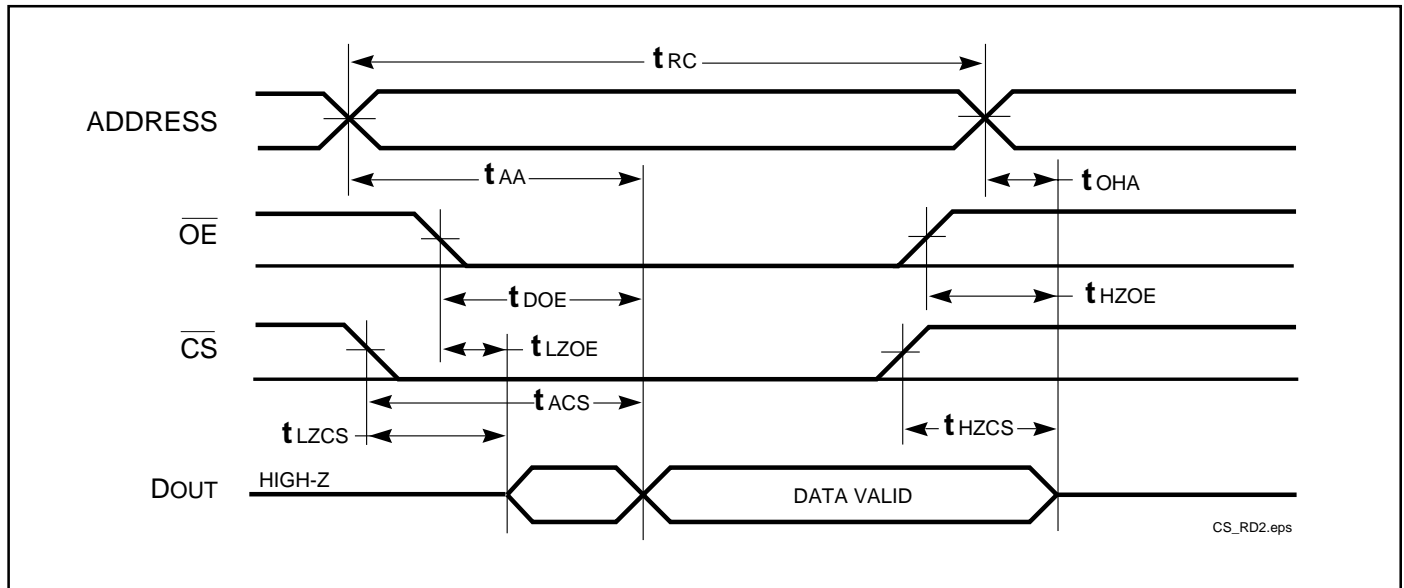 tRC
ADDRESS
tAA
tOHA
OE
tDOE
tHZOE
CS
tLZOE
tACS
tLZCS
tHZCS
DOUT
HIGH-Z
DATA VALID
CS_RD2.eps